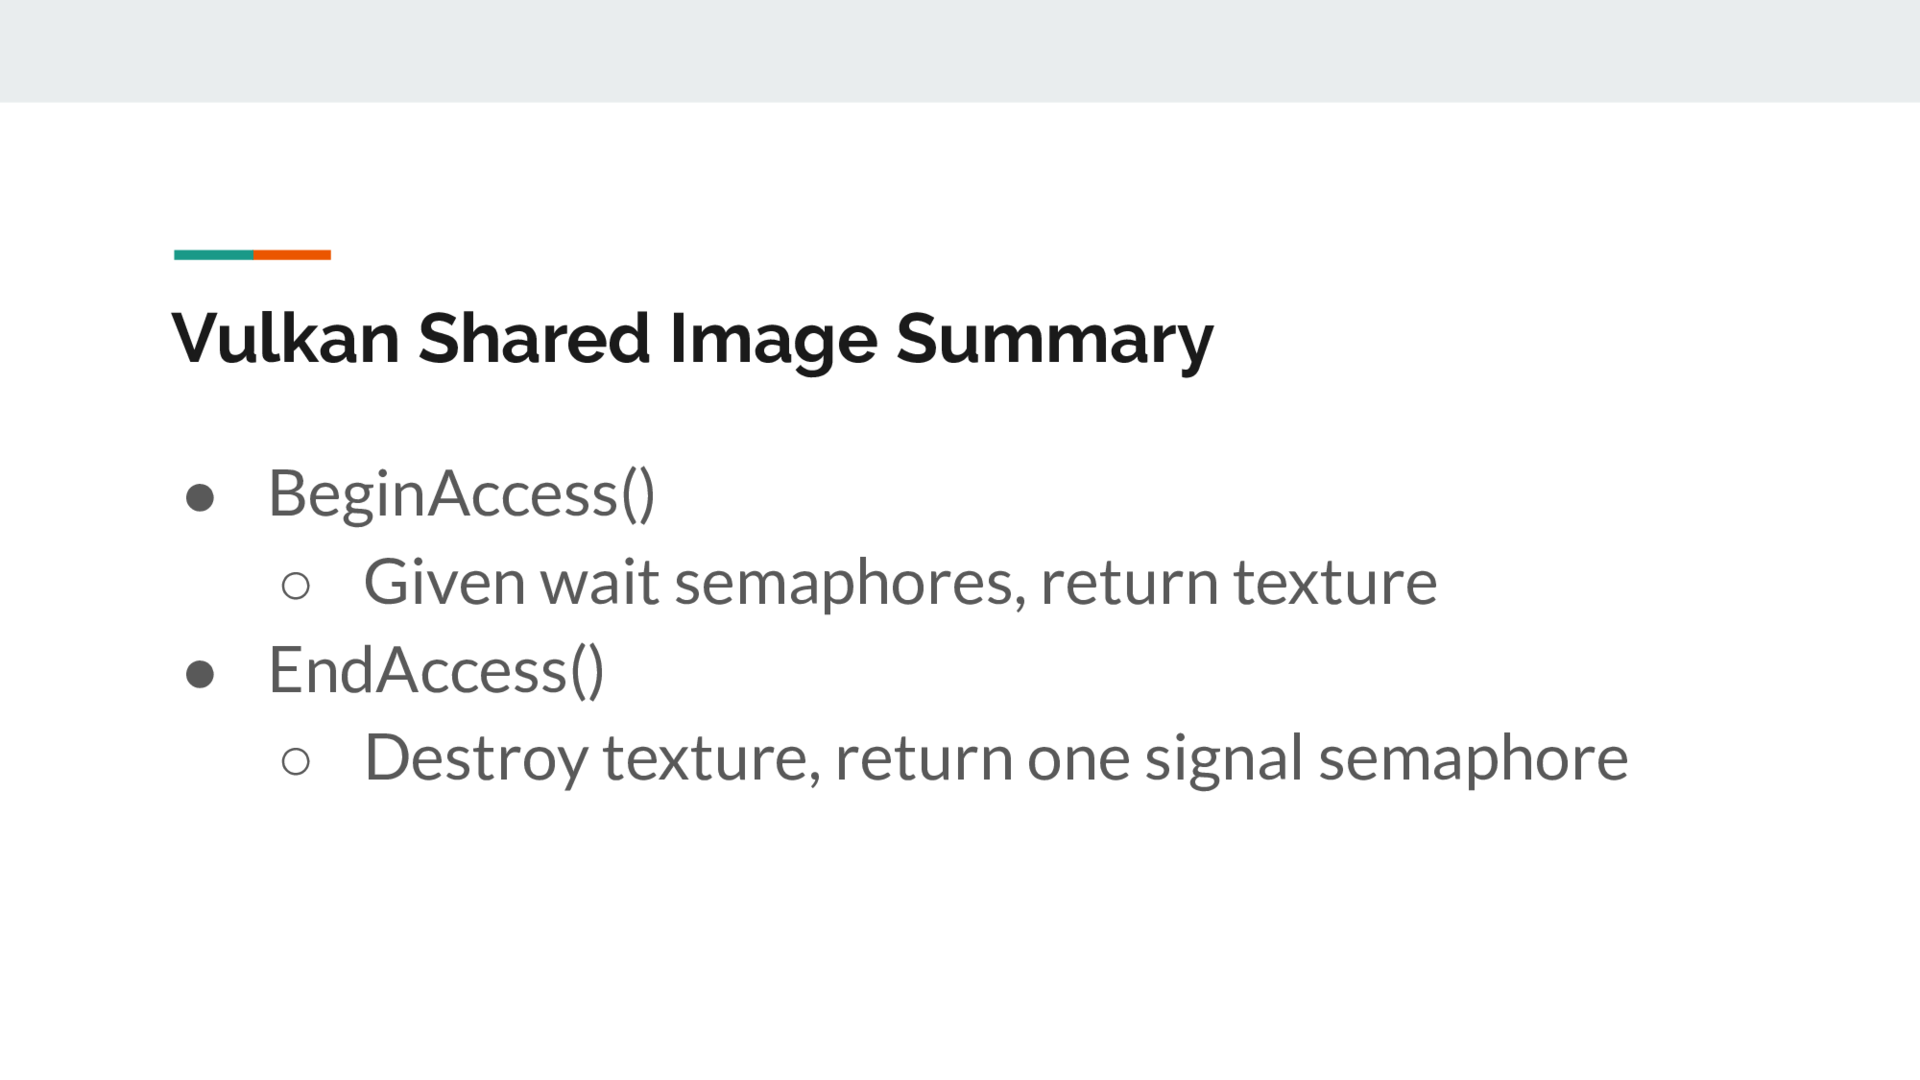 Vulkan Shared Image Summary
● BeginAccess()
○ Given wait semaphores, return texture
● EndAccess()
○ Destroy texture, return one signal semaphore